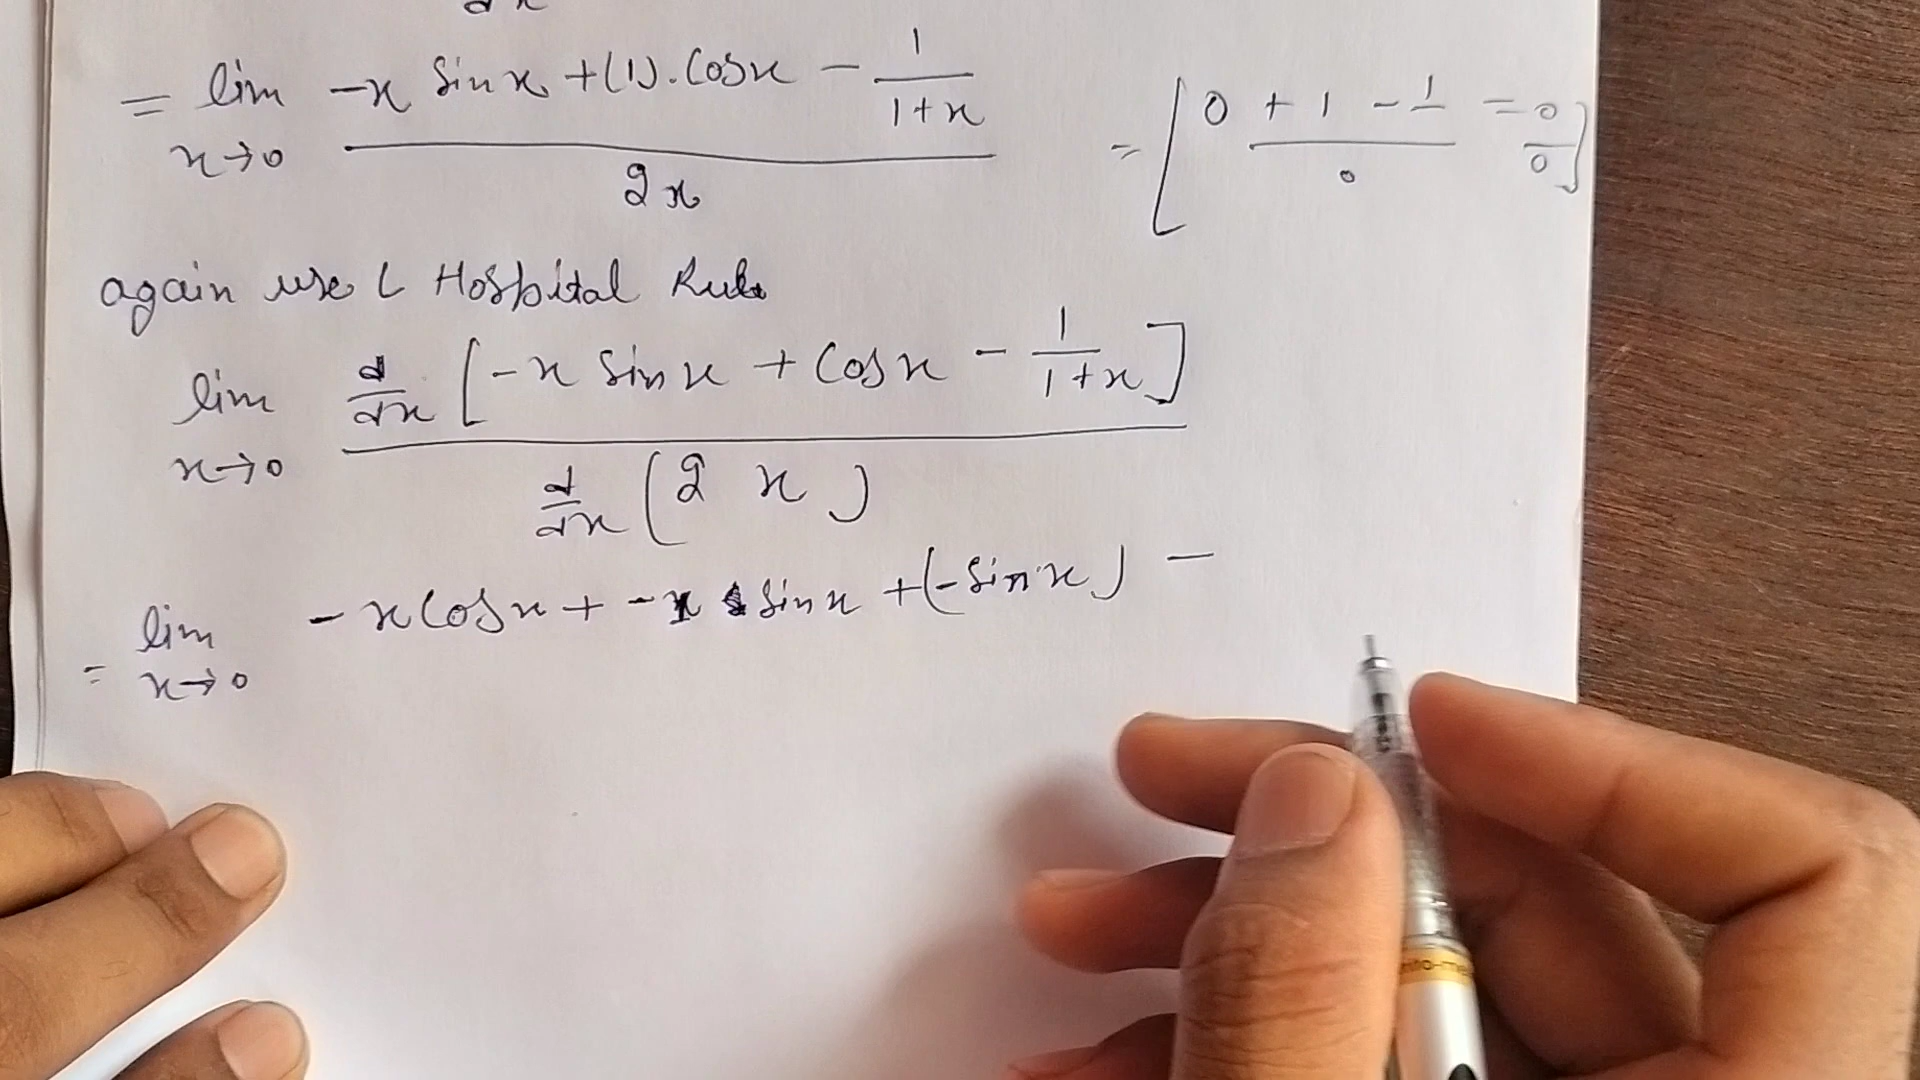 = lim x→0 (-x sin x + (1).cos x - 1/(1+x)) / 2x = [(0 + 1 - 1)/0 = 0/0]
again use L Hospital Rule
lim x→0 d/dx [-x sin x + cos x - 1/(1+x)] / d/dx (2 x)
= lim x→0 -x cos x + -1 sin x + (-sin x) -